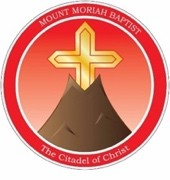 MOUNT MORIAH BAPTIST
The Citadel of Christ